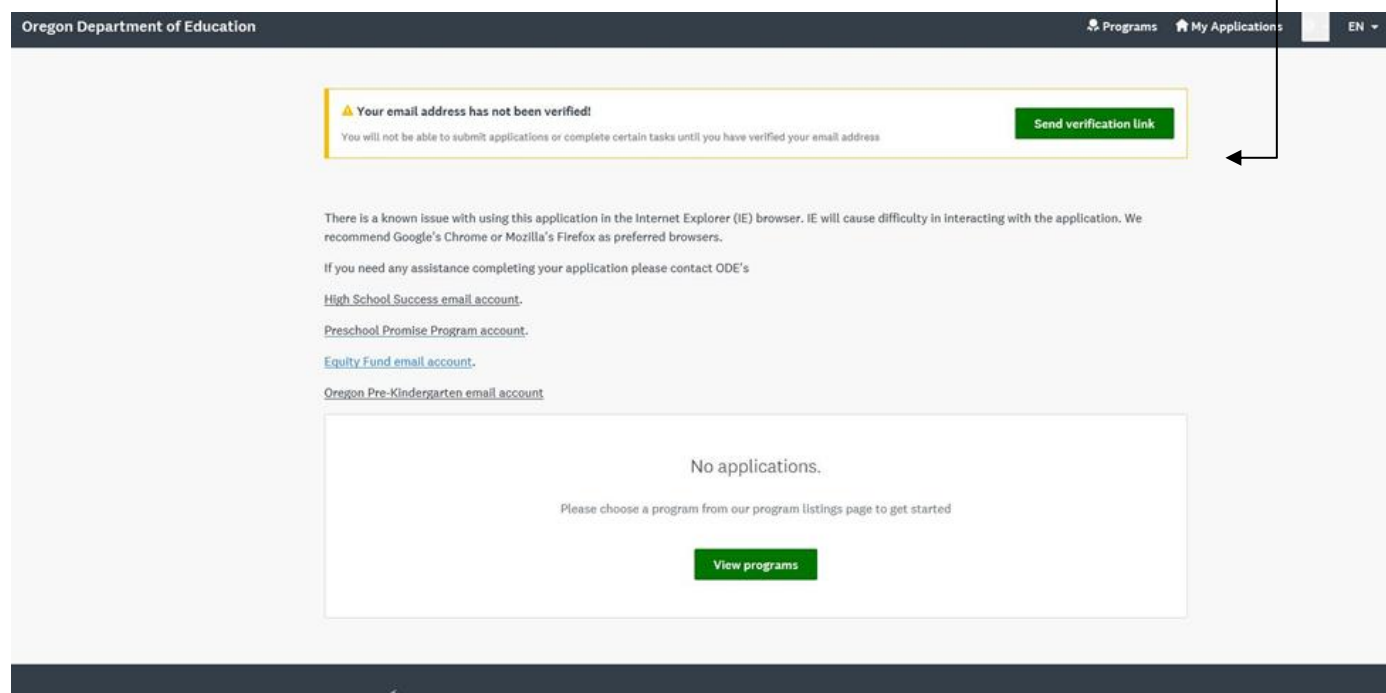 Oregon Department of Education
Programs My Applications EN
Your email address has not been verified!
You will not be able to submit applications or complete certain tasks until you have verified your email address
Send verification link
There is a known issue with using this application in the Internet Explorer (IE) browser. IE will cause difficulty in interacting with the application. We
recommend Google's Chrome or Mozilla's Firefox as preferred browsers.
If you need any assistance completing your application please contact ODE's
High School Success email account.
Preschool Promise Program account.
Equity Fund email account.
Oregon Pre-Kindergarten email account
No applications.
Please choose a program from our program listings page to get started
View programs